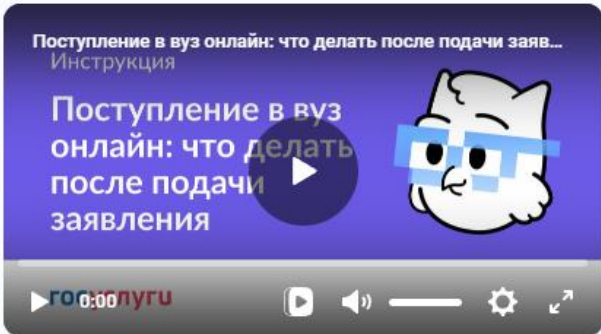 Поступление в вуз онлайн: что делать после подачи заяв...
Инструкция
Поступление в вуз
онлайн: что делать
после подачи
заявления
госуслуги
0:00